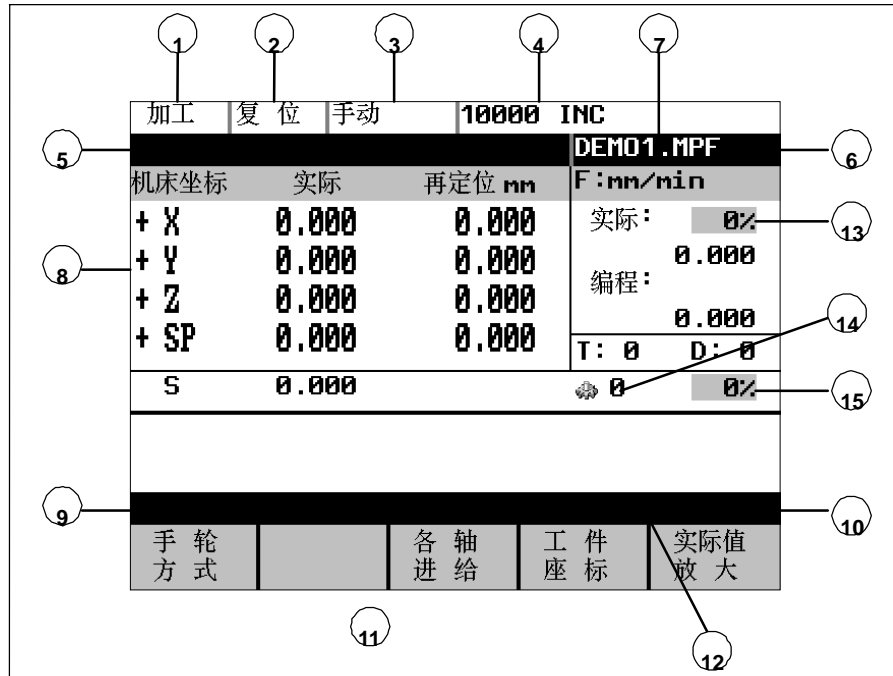 1 2 3 4 7
加工 复 位 手动 10000 INC
5 DEMO1.MPF 6
机床坐标 实际 再定位 mm F:mm/min
+ X 0.000 0.000 实际: 0% 13
+ Y 0.000 0.000 0.000
8 编程:
+ Z 0.000 0.000 0.000
14
+ SP 0.000 0.000 T: 0 D: 0
S 0.000 0 0% 15
9 10
手 轮 各 轴 工 件 实际值
方 式 进 给 座 标 放 大
11 12